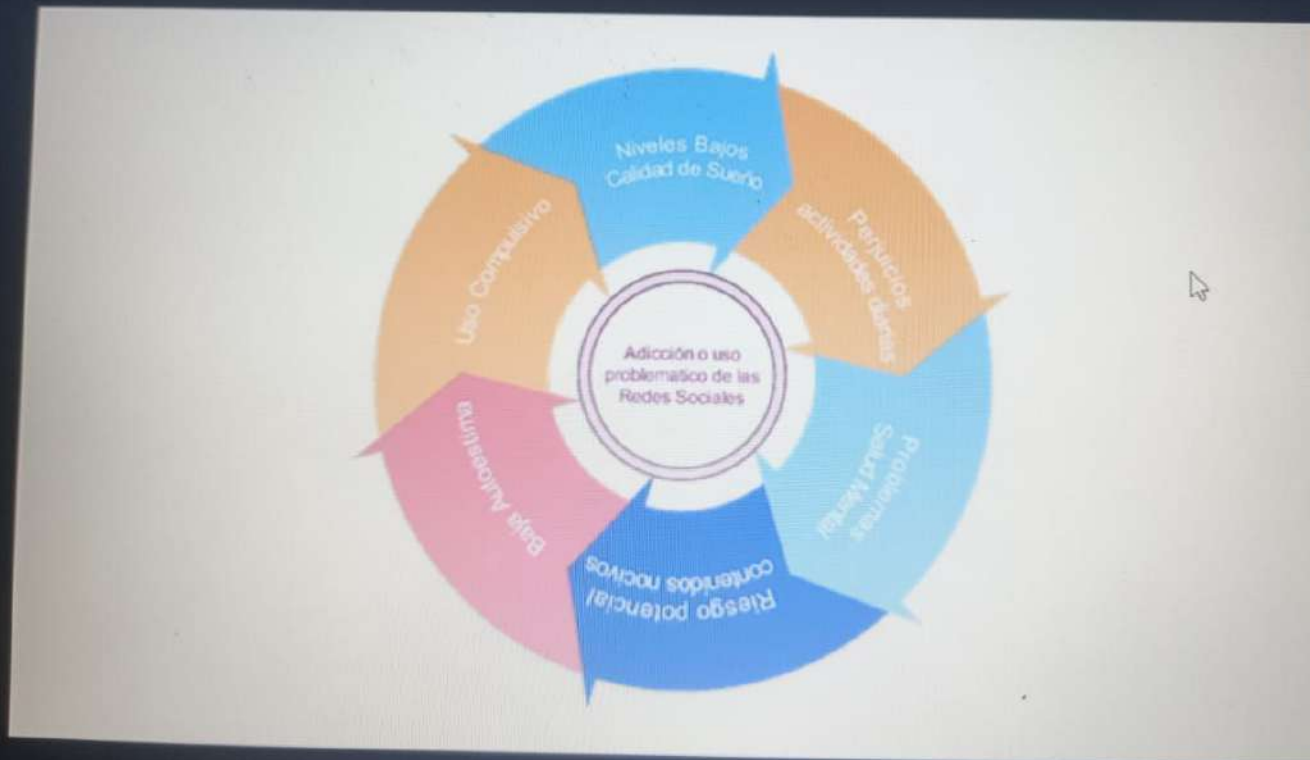 Niveles Bajos
Calidad de Sueño
Perjuicios
actividades diarias
Problemas
Salud Mental
Riesgo potencial
contenidos nocivos
Baja Autoestima
Uso Compulsivo
Adicción o uso
problematico de las
Redes Sociales